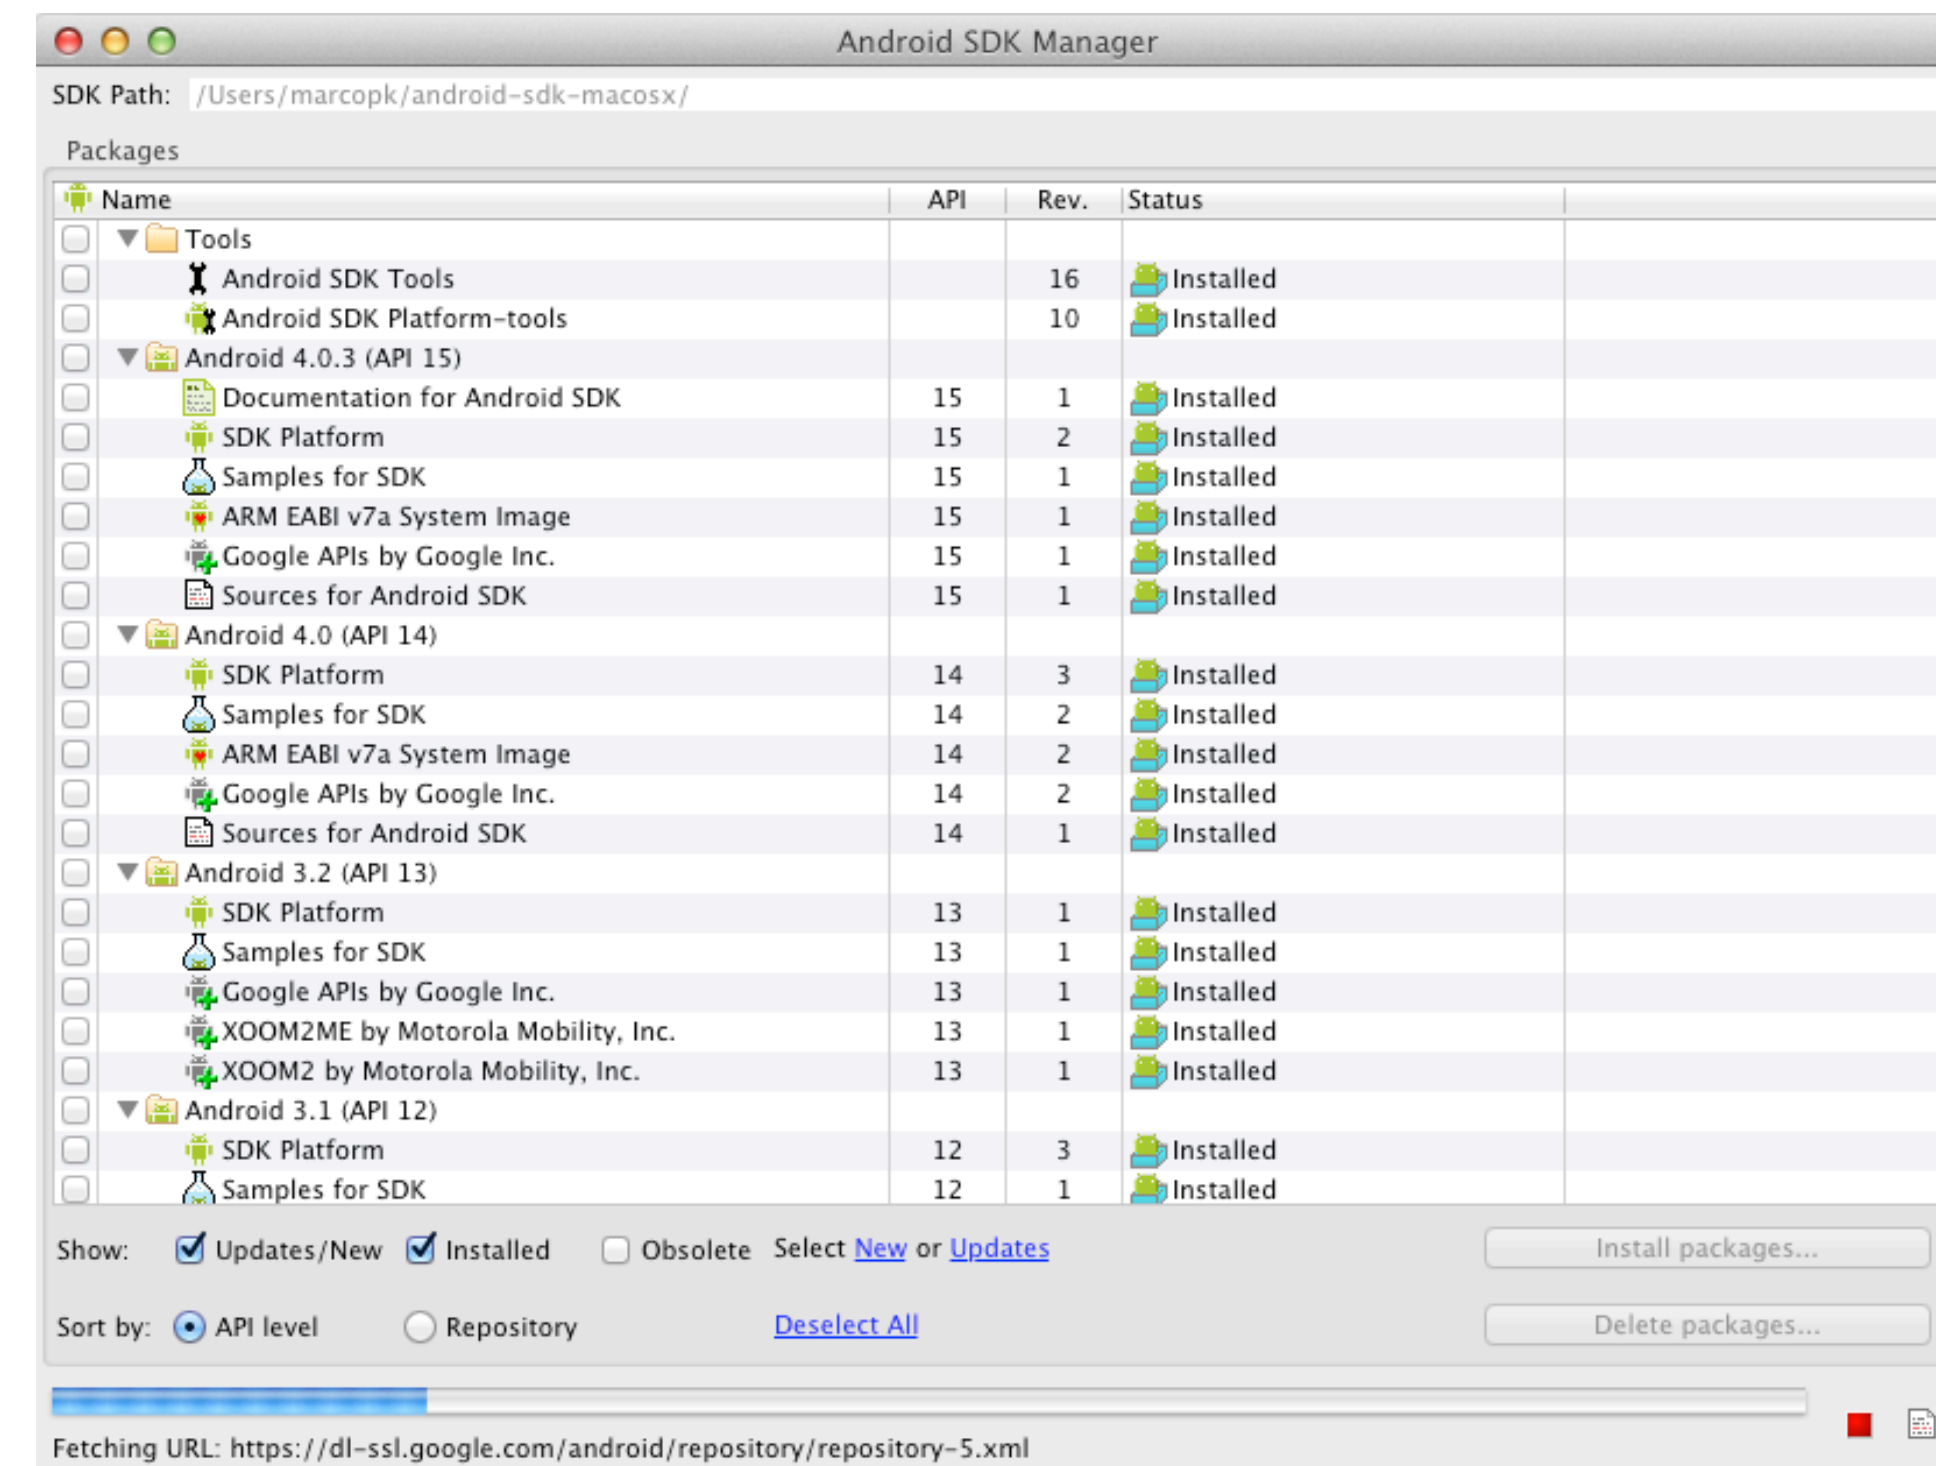 Android SDK Manager
SDK Path: /Users/marcopk/android-sdk-macosx/
Packages
Name API Rev. Status
Tools
Android SDK Tools 16 Installed
Android SDK Platform-tools 10 Installed
Android 4.0.3 (API 15)
Documentation for Android SDK 15 1 Installed
SDK Platform 15 2 Installed
Samples for SDK 15 1 Installed
ARM EABI v7a System Image 15 1 Installed
Google APIs by Google Inc. 15 1 Installed
Sources for Android SDK 15 1 Installed
Android 4.0 (API 14)
SDK Platform 14 3 Installed
Samples for SDK 14 2 Installed
ARM EABI v7a System Image 14 2 Installed
Google APIs by Google Inc. 14 2 Installed
Sources for Android SDK 14 1 Installed
Android 3.2 (API 13)
SDK Platform 13 1 Installed
Samples for SDK 13 1 Installed
Google APIs by Google Inc. 13 1 Installed
XOOM2ME by Motorola Mobility, Inc. 13 1 Installed
XOOM2 by Motorola Mobility, Inc. 13 1 Installed
Android 3.1 (API 12)
SDK Platform 12 3 Installed
Samples for SDK 12 1 Installed
Show: Updates/New Installed Obsolete Select New or Updates Install packages...
Sort by: API level Repository Deselect All Delete packages...
Fetching URL: https://dl-ssl.google.com/android/repository/repository-5.xml